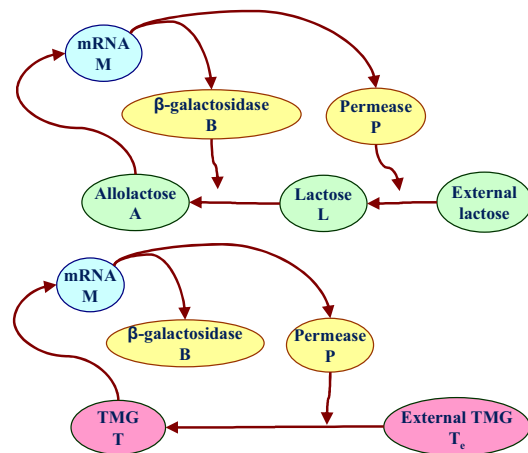 mRNA
M
β-galactosidase
B
Permease
P
Allolactose
A
Lactose
L
External
lactose
mRNA
M
β-galactosidase
B
Permease
P
TMG
T
External TMG
Te